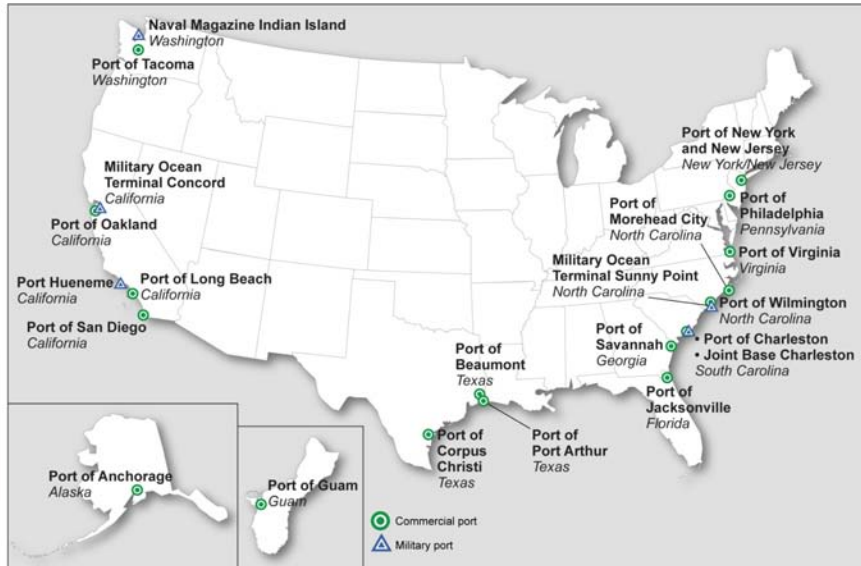 Naval Magazine Indian Island
Washington
Port of Tacoma
Washington
Military Ocean
Terminal Concord
California
Port of Oakland
California
Port Hueneme
California
Port of Long Beach
California
Port of San Diego
California
Port of New York
and New Jersey
New York/New Jersey
Port of
Philadelphia
Pennsylvania
Port of
Morehead City
North Carolina
Port of Virginia
Virginia
Military Ocean
Terminal Sunny Point
North Carolina
Port of Wilmington
North Carolina
Port of
Savannah
Georgia
• Port of Charleston
• Joint Base Charleston
South Carolina
Port of
Jacksonville
Florida
Port of
Beaumont
Texas
Port of
Corpus
Christi
Texas
Port of
Port Arthur
Texas
Port of Anchorage
Alaska
Port of Guam
Guam
Commercial port
Military port